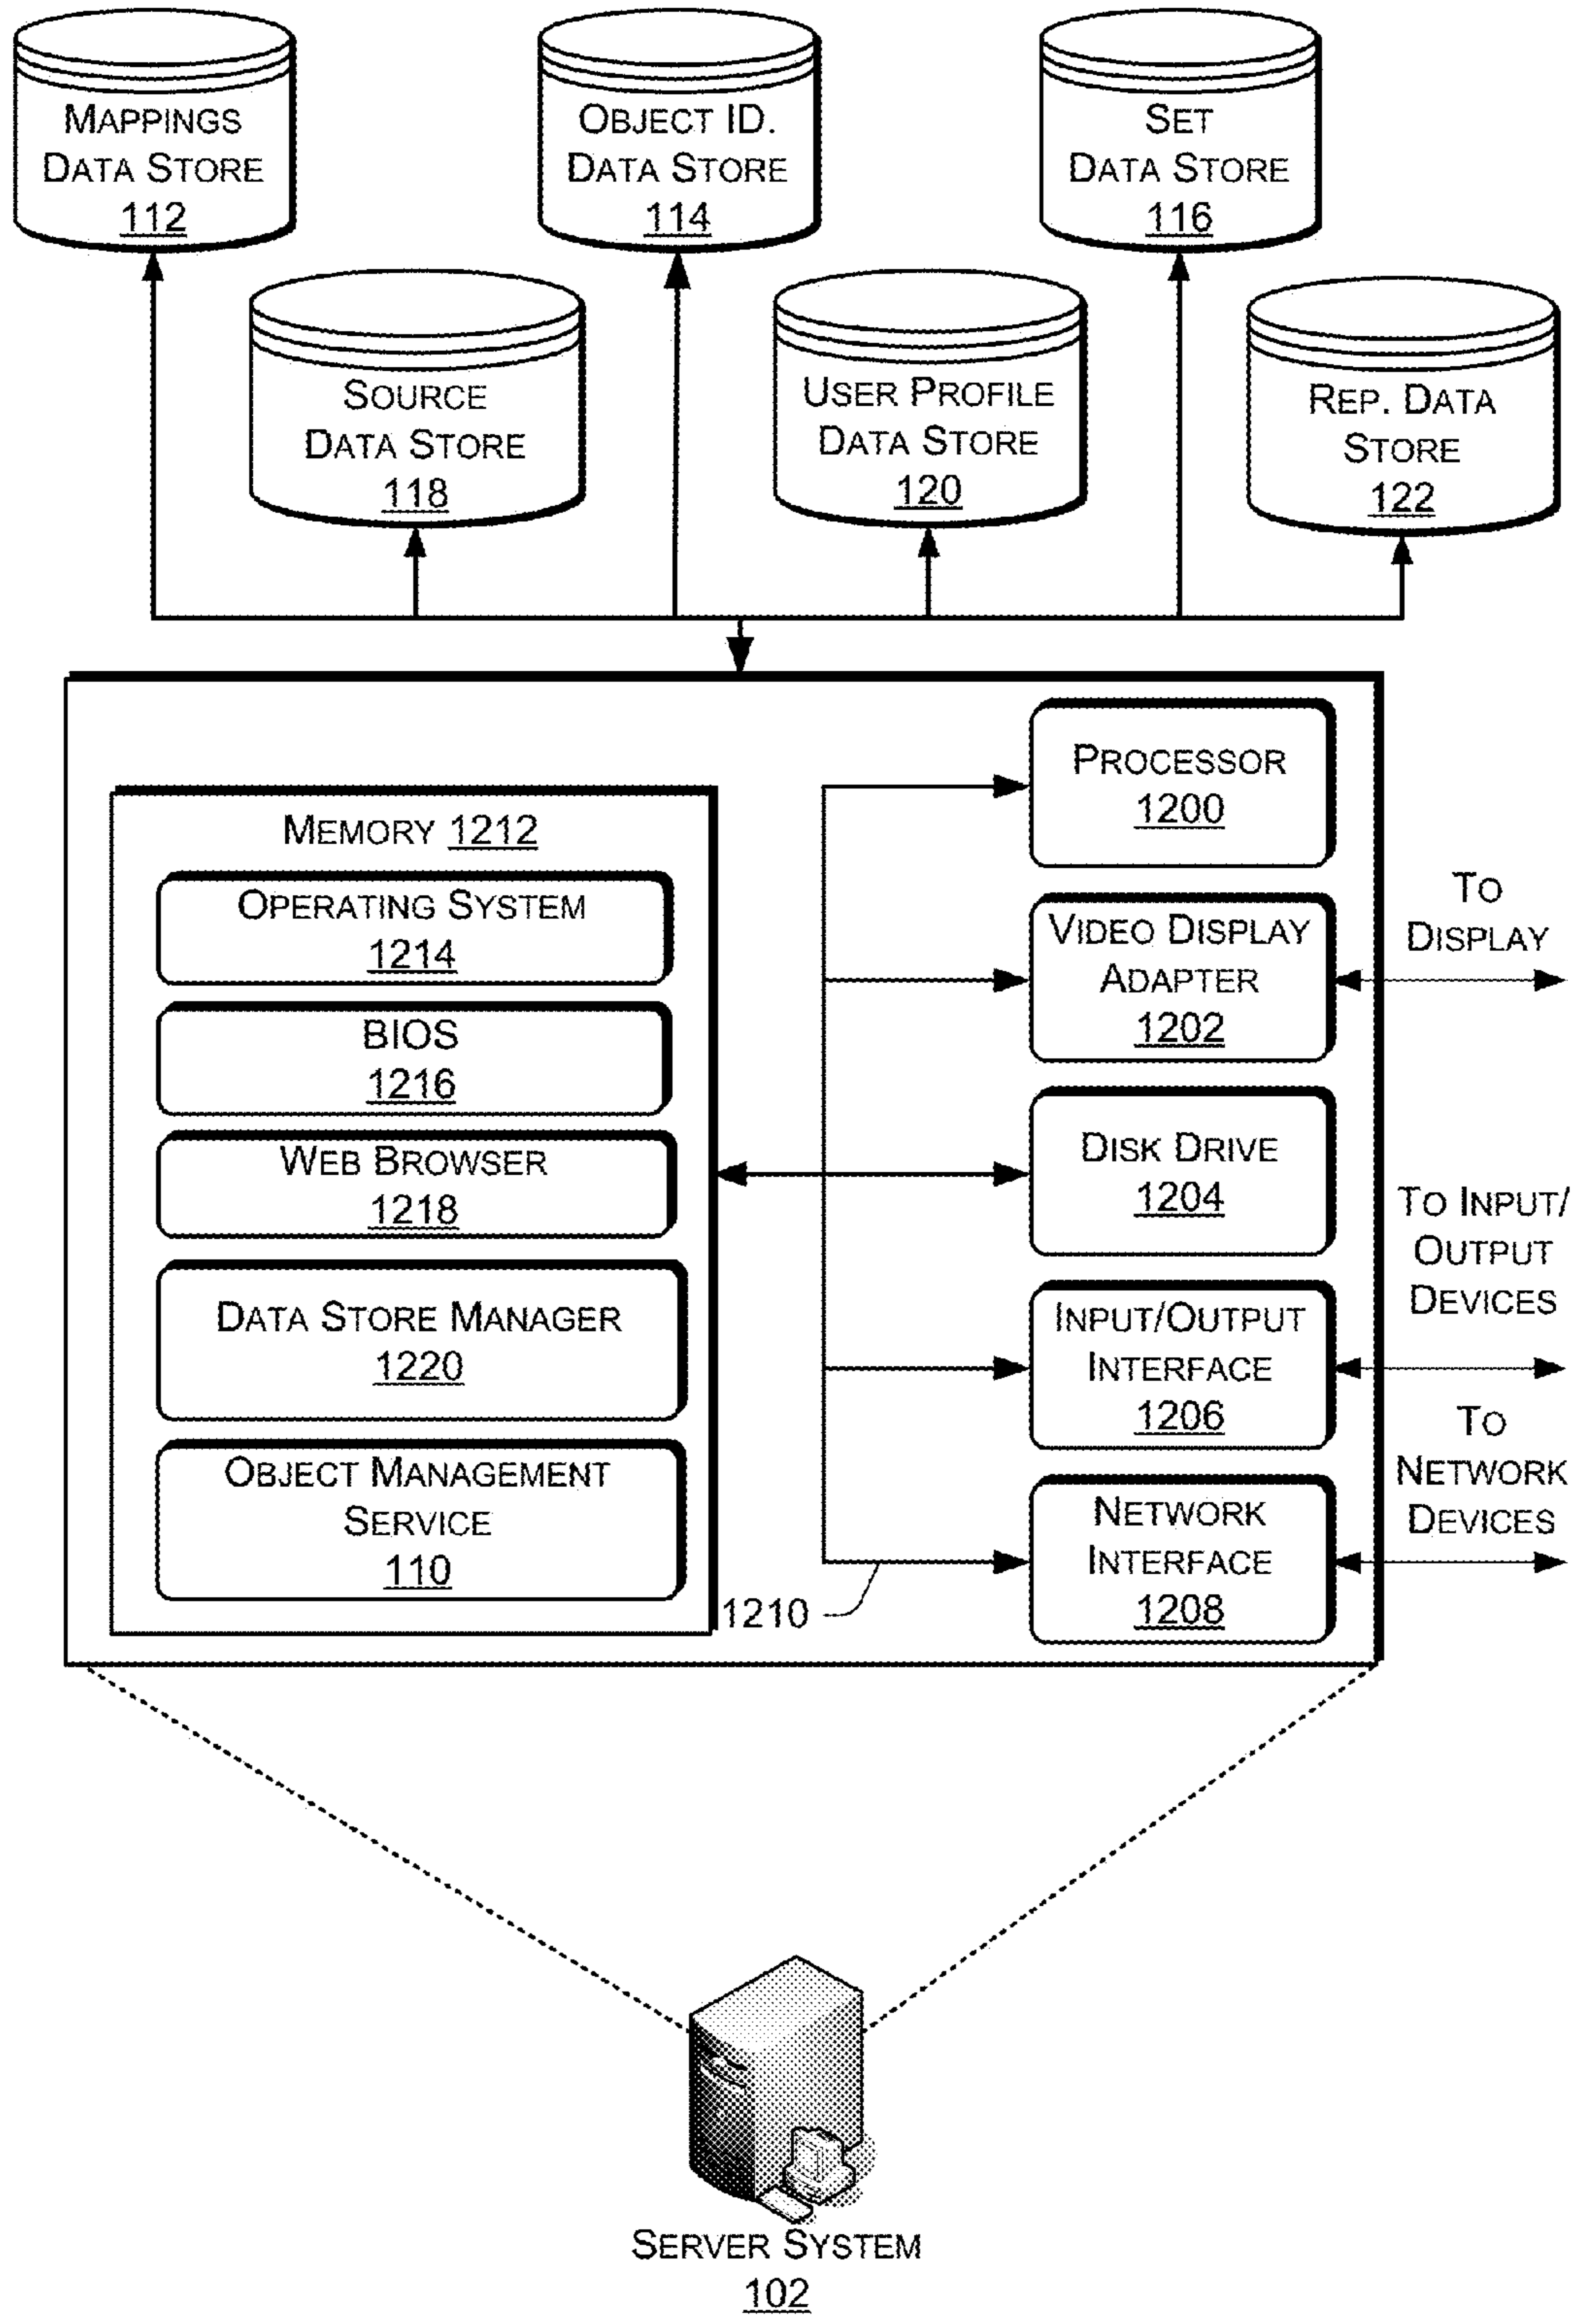 MAPPINGS
DATA STORE
112
OBJECT ID.
DATA STORE
114
SET
DATA STORE
116
SOURCE
DATA STORE
118
USER PROFILE
DATA STORE
120
REP. DATA
STORE
122
MEMORY 1212
OPERATING SYSTEM
1214
BIOS
1216
WEB BROWSER
1218
DATA STORE MANAGER
1220
OBJECT MANAGEMENT
SERVICE
110
PROCESSOR
1200
VIDEO DISPLAY
ADAPTER
1202
DISK DRIVE
1204
INPUT/OUTPUT
INTERFACE
1206
NETWORK
INTERFACE
1208
1210
TO
DISPLAY
TO INPUT/
OUTPUT
DEVICES
TO
NETWORK
DEVICES
SERVER SYSTEM
102